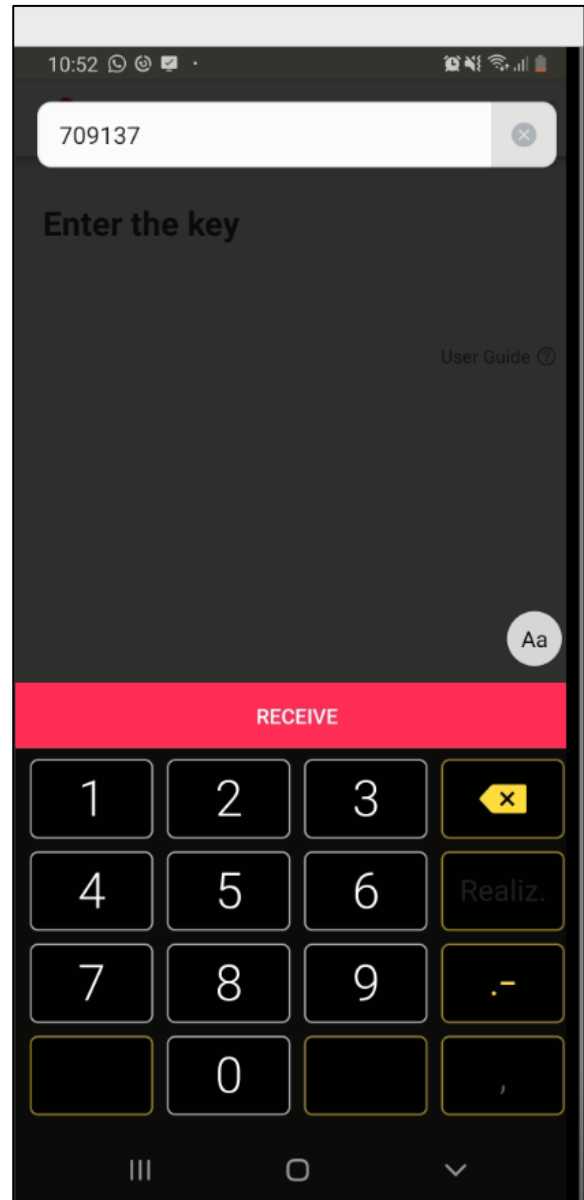 10:52
709137
Enter the key
User Guide
Aa
RECEIVE
1 2 3
4 5 6 Realiz.
7 8 9 .-
0 ,